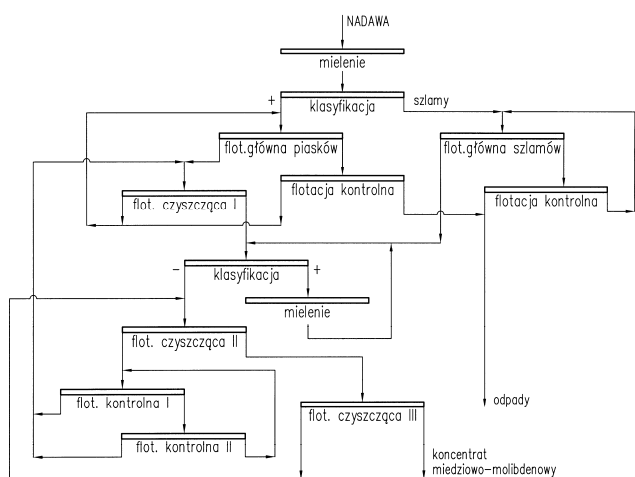 NADAWA
mielenie
+
klasyfikacja
szlamy
flot.główna piasków
flot.główna szlamów
flot. czyszcząca I
flotacja kontrolna
flotacja kontrolna
−
klasyfikacja
+
mielenie
flot. czyszcząca II
flot. kontrolna I
flot. czyszcząca III
odpady
flot. kontrolna II
koncentrat
miedziowo-molibdenowy